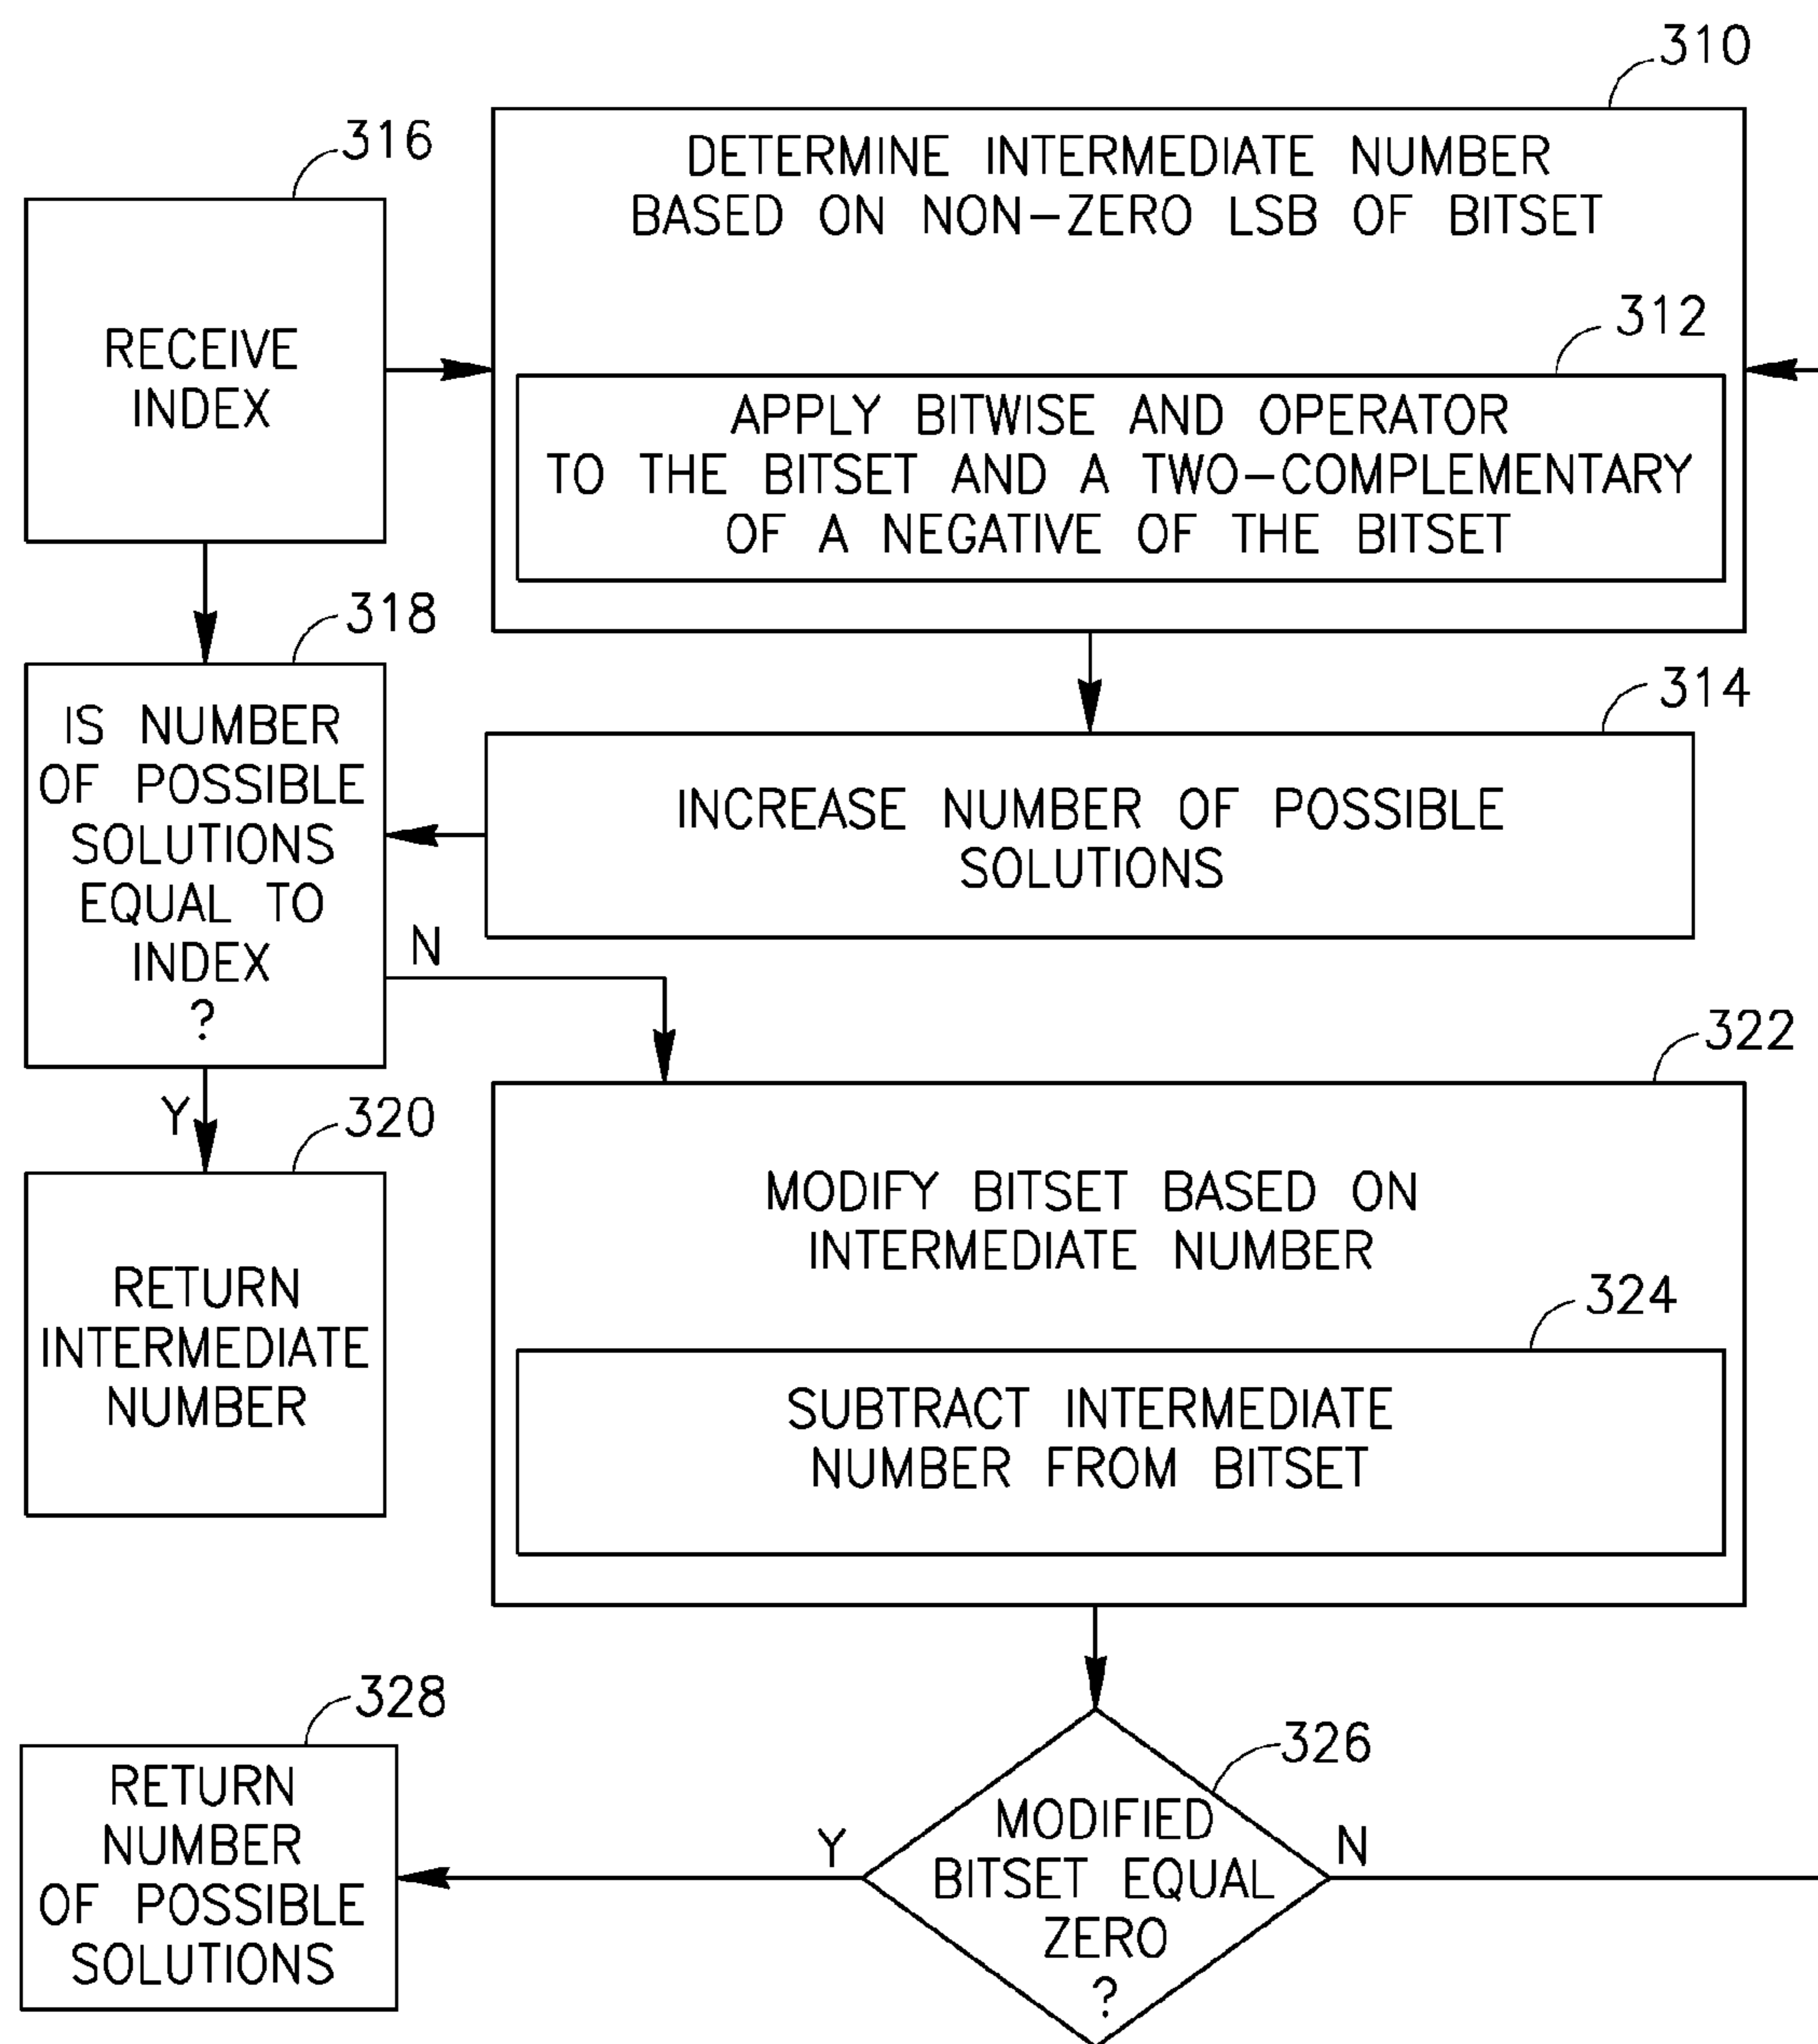 310
DETERMINE INTERMEDIATE NUMBER
BASED ON NON-ZERO LSB OF BITSET
312
APPLY BITWISE AND OPERATOR
TO THE BITSET AND A TWO-COMPLEMENTARY
OF A NEGATIVE OF THE BITSET
316
RECEIVE
INDEX
318
IS NUMBER
OF POSSIBLE
SOLUTIONS
EQUAL TO
INDEX
?
N
Y
314
INCREASE NUMBER OF POSSIBLE
SOLUTIONS
320
RETURN
INTERMEDIATE
NUMBER
322
MODIFY BITSET BASED ON
INTERMEDIATE NUMBER
324
SUBTRACT INTERMEDIATE
NUMBER FROM BITSET
326
MODIFIED
BITSET EQUAL
ZERO
?
Y
N
328
RETURN
NUMBER
OF POSSIBLE
SOLUTIONS